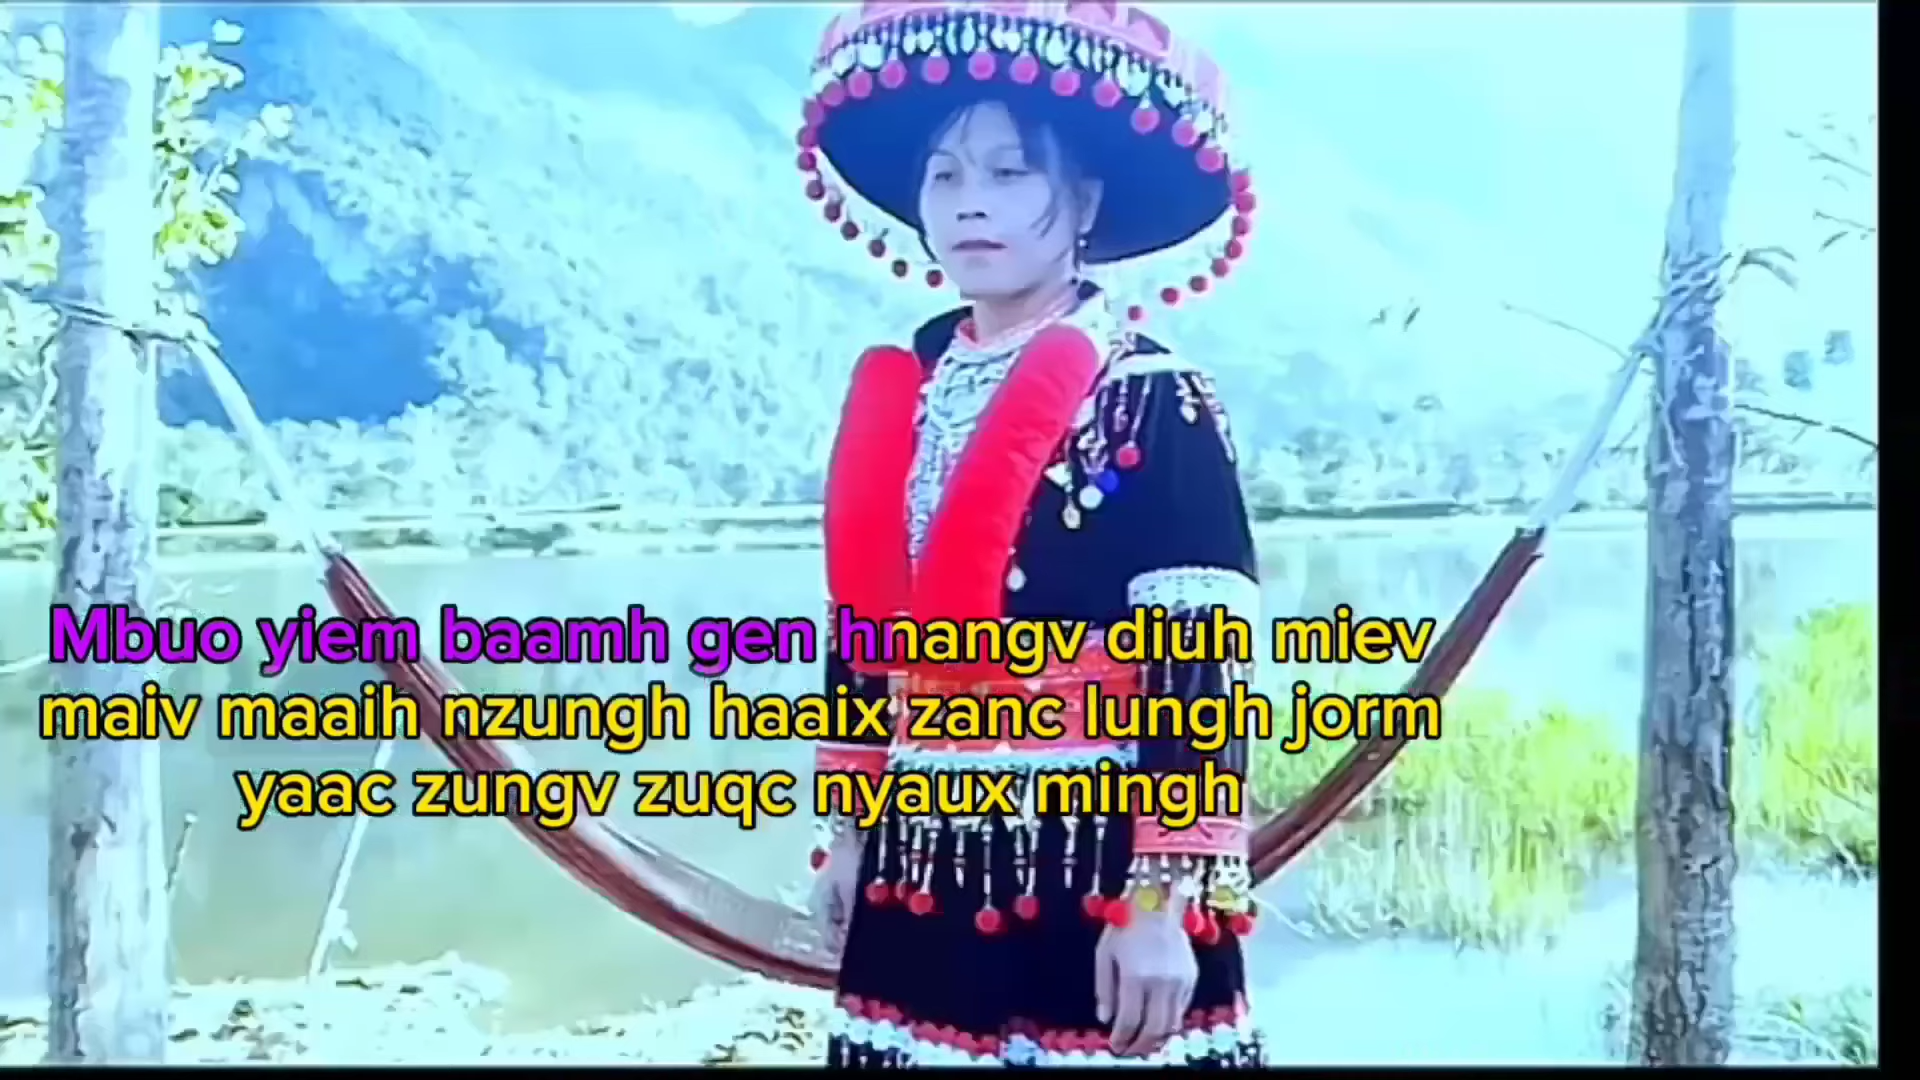 Mbuo yiem baamh gen hnangv diuh miev
maiv maaih nzungh haaix zanc lungh jorm
yaac zungv zuqc nyaux mingh